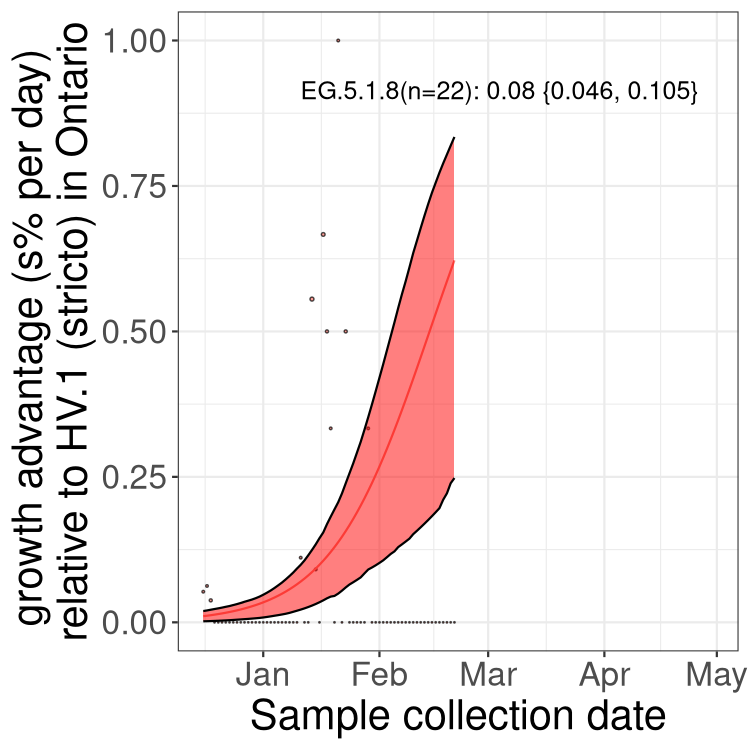 growth advantage (s% per day)
relative to HV.1 (stricto) in Ontario
1.00
0.75
0.50
0.25
0.00
EG.5.1.8(n=22): 0.08 {0.046, 0.105}
Jan Feb Mar Apr May
Sample collection date